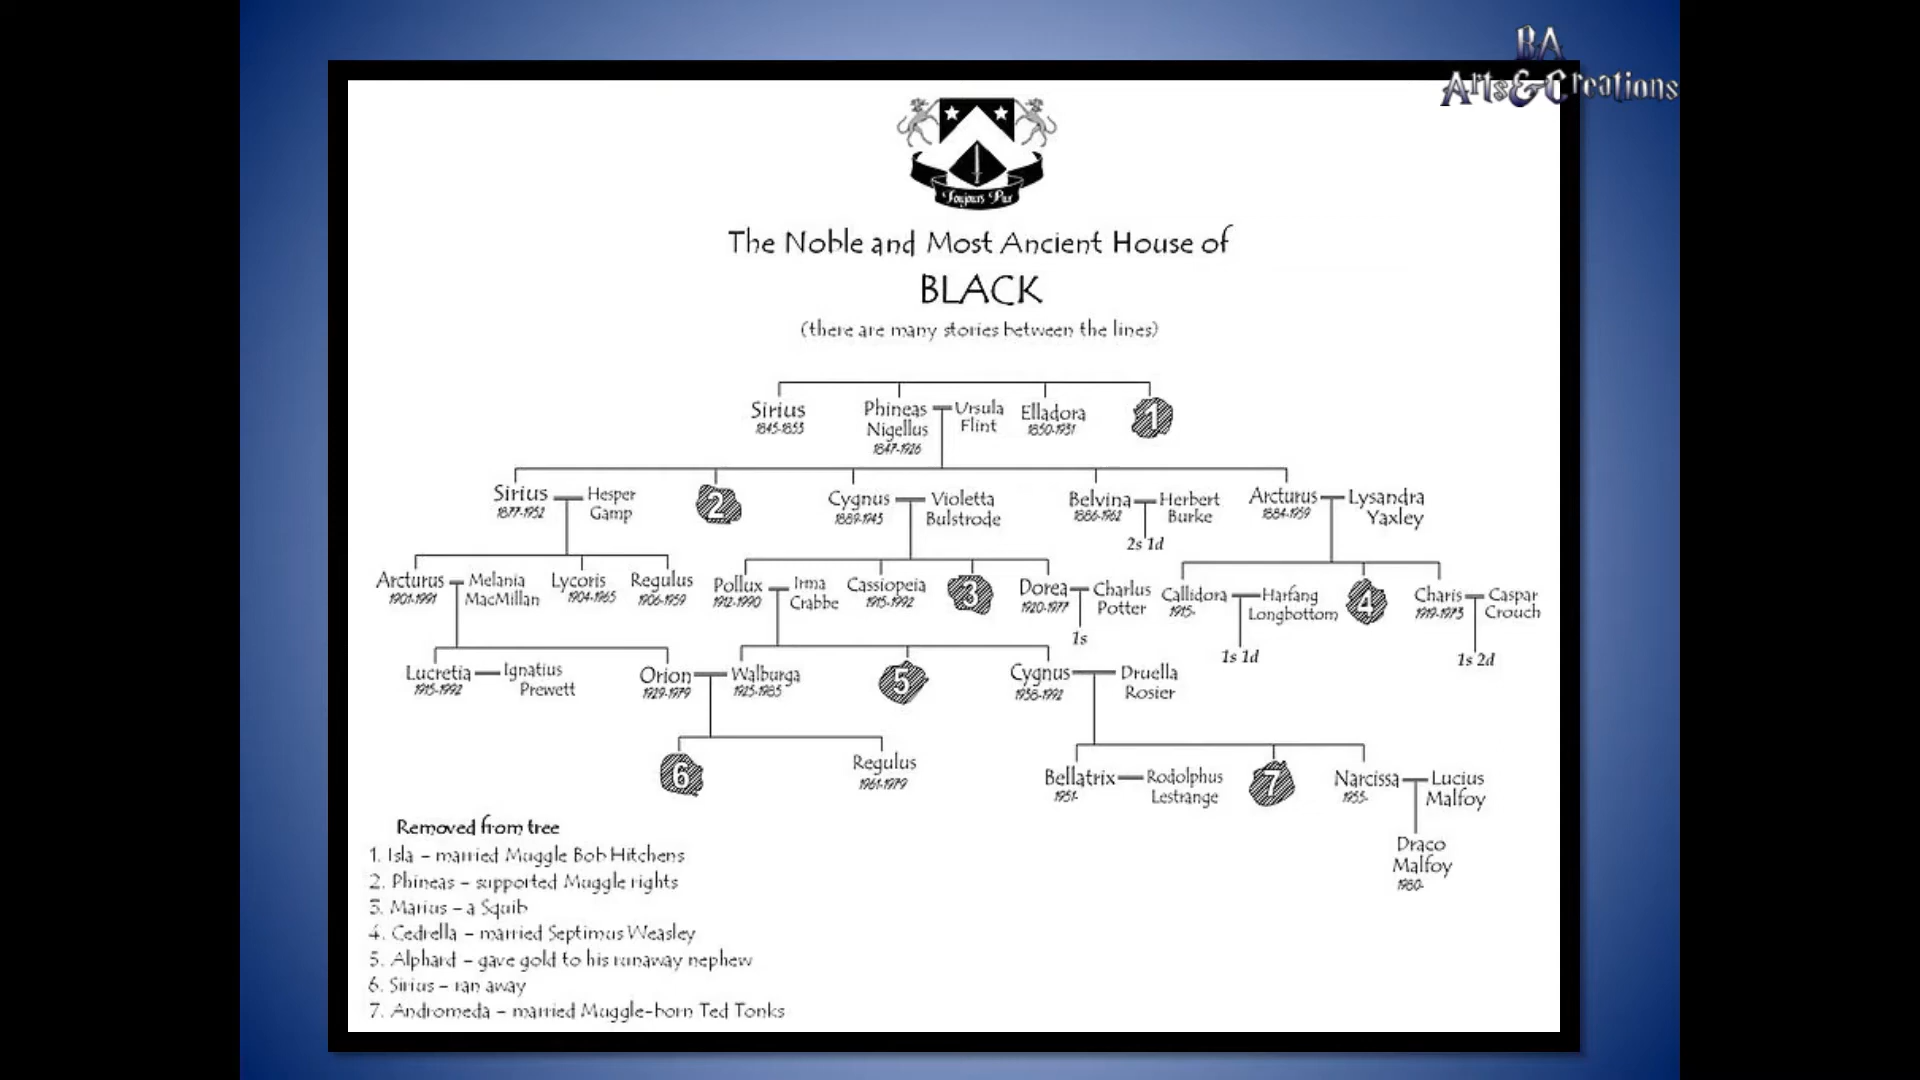 BA
Arts&Creations
Toujours Pur
The Noble and Most Ancient House of
BLACK
(there are many stories between the lines)
Sirius
1845-1853
Phineas
Nigellus
1847-1926
Ursula
Flint
Elladora
1850-1931
1
Sirius
1877-1952
Hesper
Gamp
2
Cygnus
1889-1943
Violetta
Bulstrode
Belvina
1886-1962
Herbert
Burke
2s 1d
Arcturus
1884-1959
Lysandra
Yaxley
Arcturus
1901-1991
Melania
MacMillan
Lycoris
1904-1965
Regulus
1906-1959
Pollux
1912-1990
Irma
Crabbe
Cassiopeia
1915-1992
3
Dorea
1920-1977
Charlus
Potter
1s
Callidora
1915-
Harfang
Longbottom
1s 1d
4
Charis
1919-1973
Caspar
Crouch
1s 2d
Lucretia
1915-1992
Ignatius
Prewett
Orion
1929-1979
Walburga
1925-1985
5
Cygnus
1938-1992
Druella
Rosier
6
Regulus
1961-1979
Bellatrix
1951-
Rodolphus
Lestrange
7
Narcissa
1955-
Lucius
Malfoy
Draco
Malfoy
1980-
Removed from tree
1. Isla – married Muggle Bob Hitchens
2. Phineas – supported Muggle rights
3. Marius – a Squib
4. Cedrella – married Septimus Weasley
5. Alphard – gave gold to his runaway nephew
6. Sirius – ran away
7. Andromeda – married Muggle-born Ted Tonks